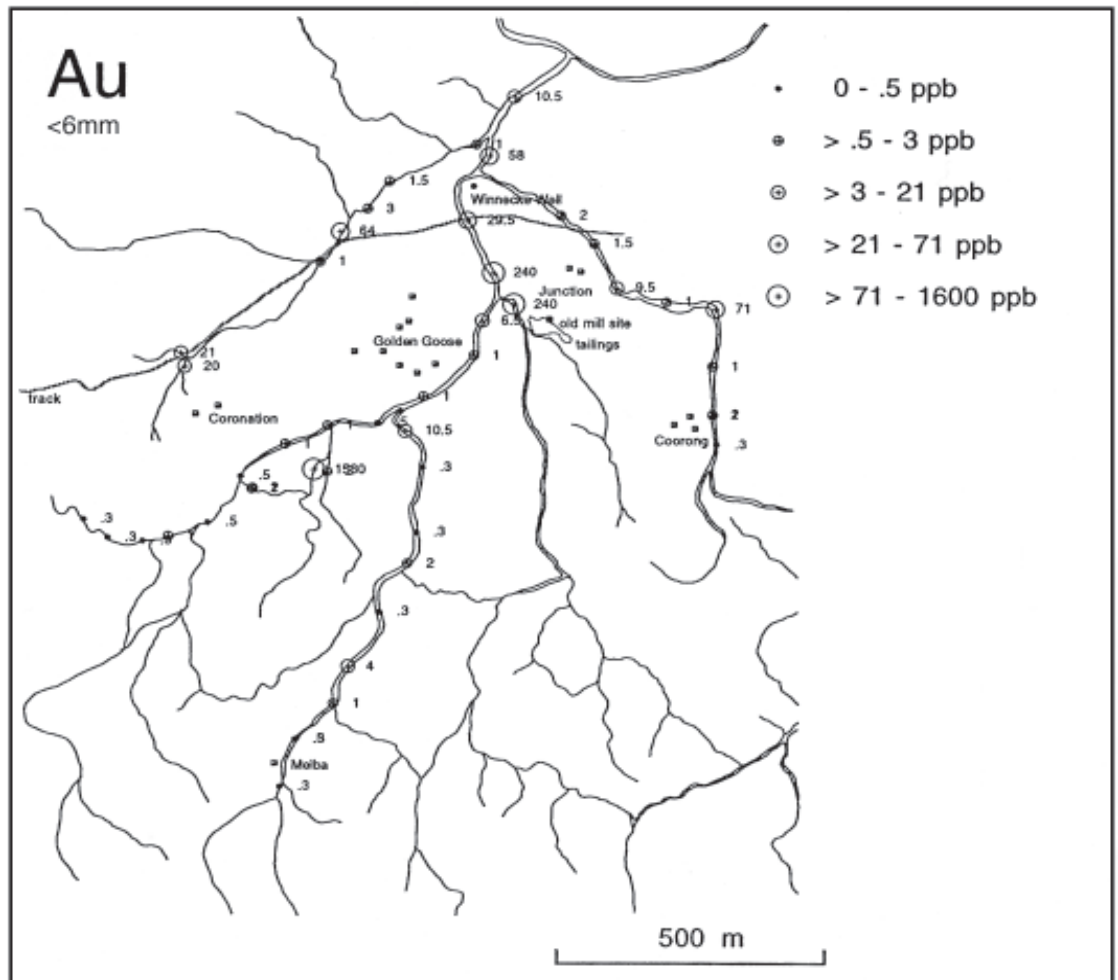 Au
<6mm
0 - .5 ppb
> .5 - 3 ppb
> 3 - 21 ppb
> 21 - 71 ppb
> 71 - 1600 ppb
10.5
1
58
1.5
Winnecke Well
3
2
29.5
64
1.5
1
240
Junction
9.5
1
240
71
6.5
old mill site
Golden Goose
tailings
21
1
20
1
track
1
Coronation
2
10.5
Coorong
1
1
.3
.5
.3
2
.3
.5
.3
.3
2
.3
4
1
Melba
.3
500 m